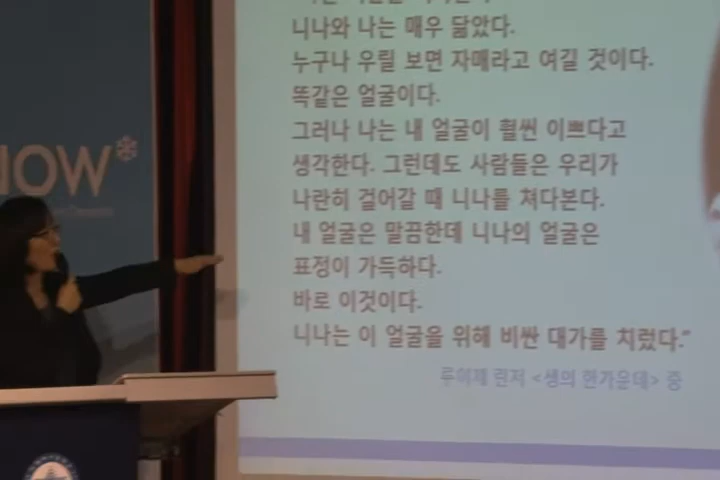 니나와 나는 매우 닮았다.
누구나 우릴 보면 자매라고 여길 것이다.
똑같은 얼굴이다.
그러나 나는 내 얼굴이 훨씬 이쁘다고
생각한다. 그런데도 사람들은 우리가
나란히 걸어갈 때 니나를 쳐다본다.
내 얼굴은 말끔한데 니나의 얼굴은
표정이 가득하다.
바로 이것이다.
니나는 이 얼굴을 위해 비싼 대가를 치렀다."
루이제 린저 <생의 한가운데> 중
NOW*